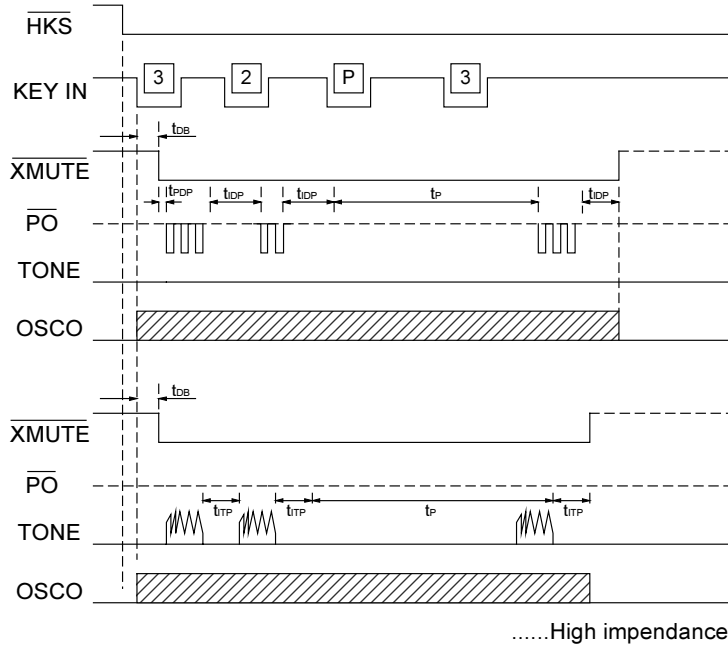 HKS
KEY IN 3 2 P 3
tDB
XMUTE
tPDP tIDP tIDP tP tIDP
PO
TONE
OSCO
tDB
XMUTE
PO
tITP tITP tP tITP
TONE
OSCO
......High impendance